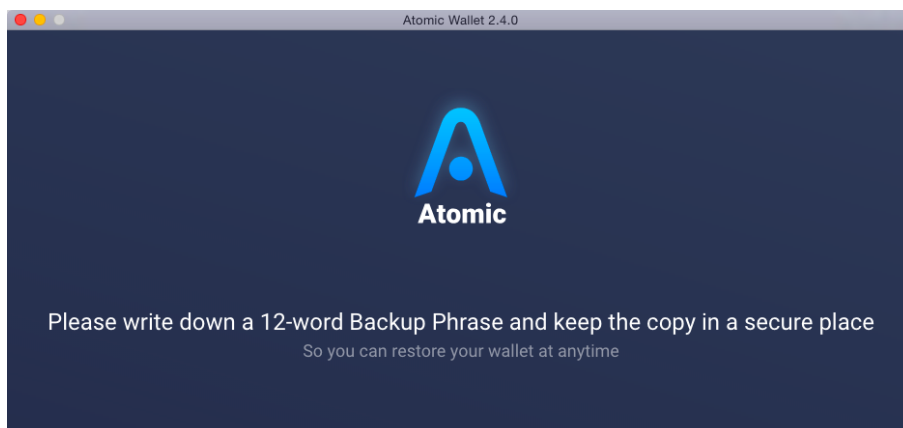 Atomic Wallet 2.4.0
Atomic
Please write down a 12-word Backup Phrase and keep the copy in a secure place
So you can restore your wallet at anytime